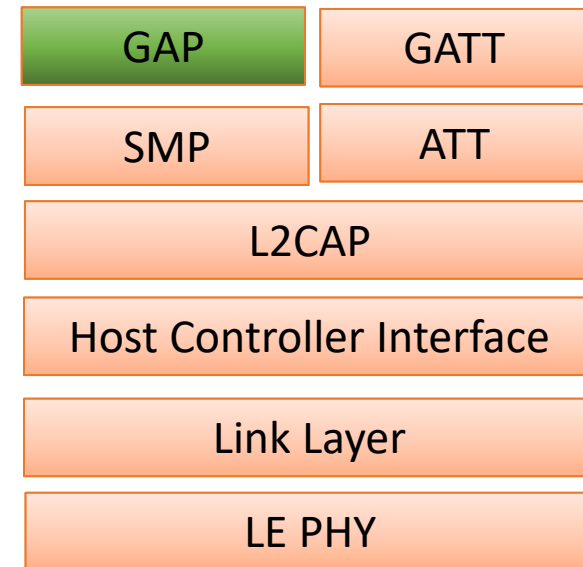 GAP GATT
SMP ATT
L2CAP
Host Controller Interface
Link Layer
LE PHY